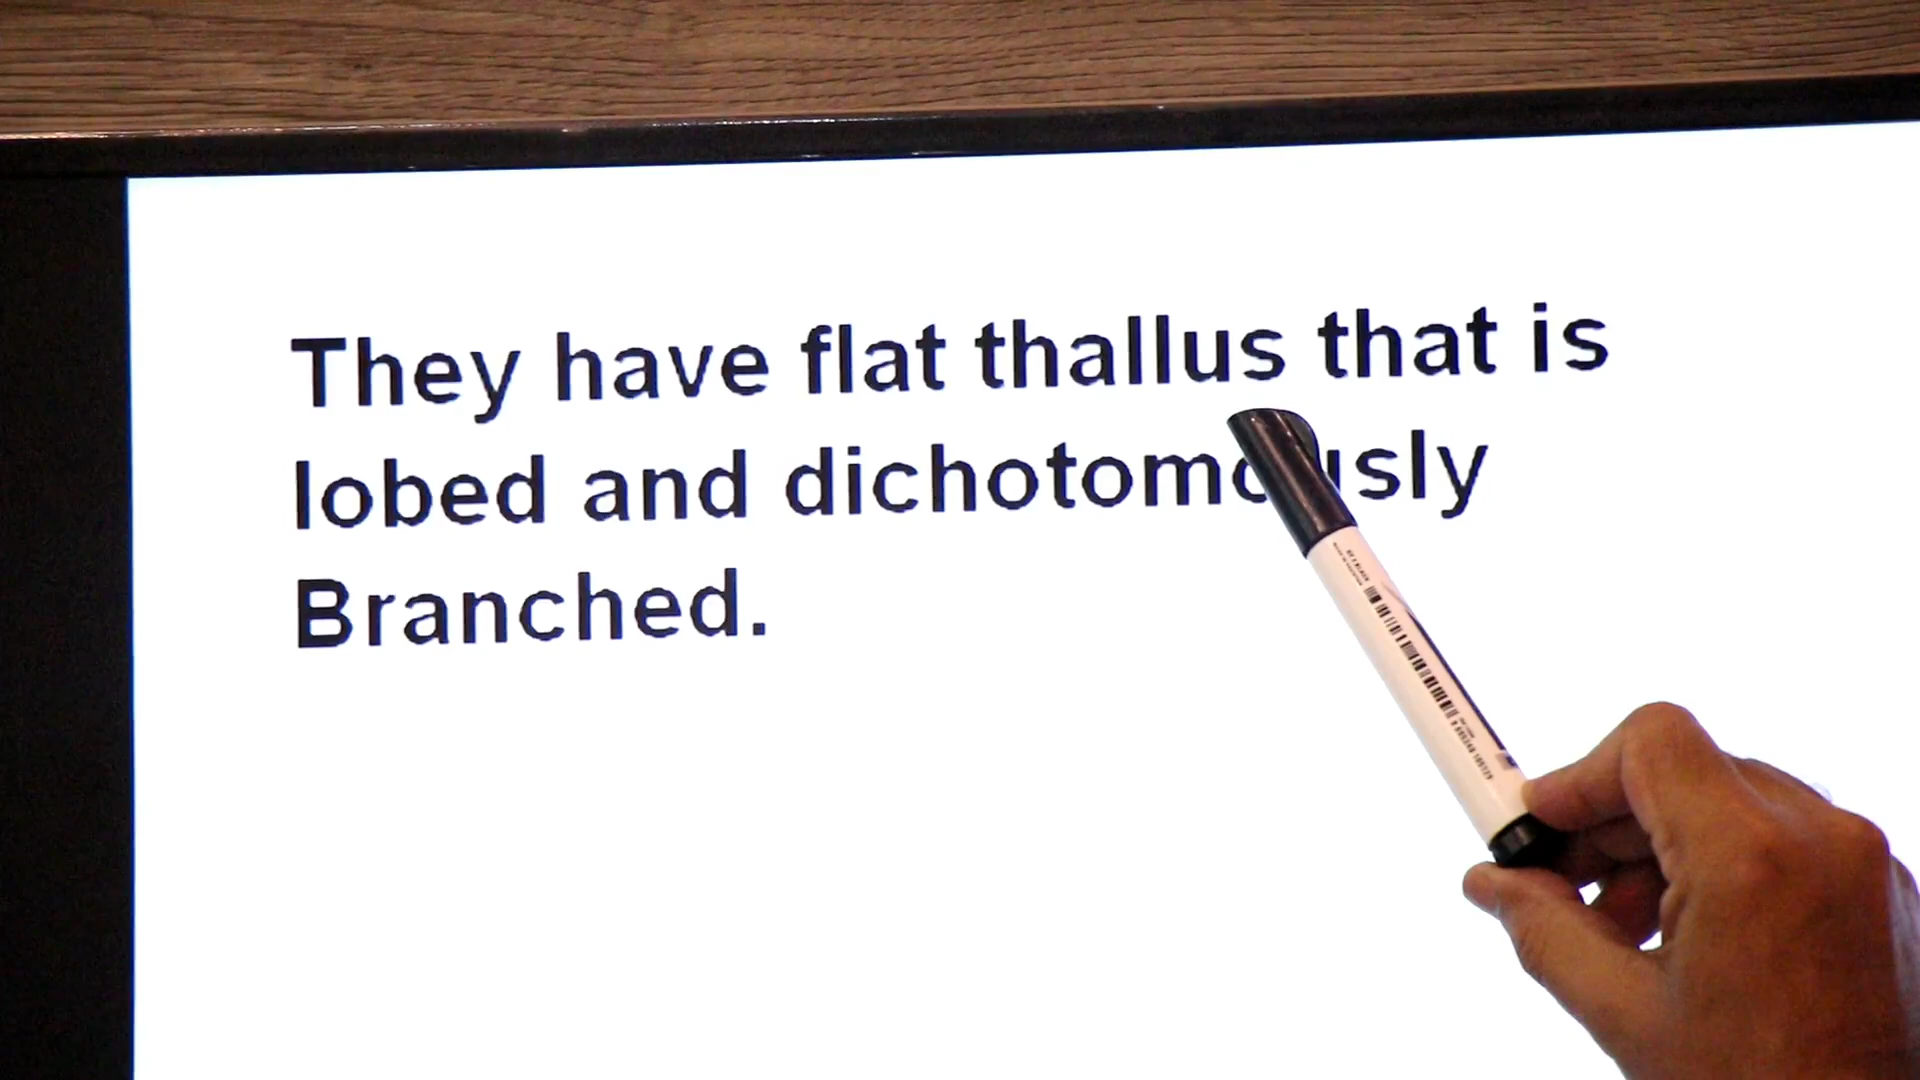 They have flat thallus that is
lobed and dichotomously
Branched.